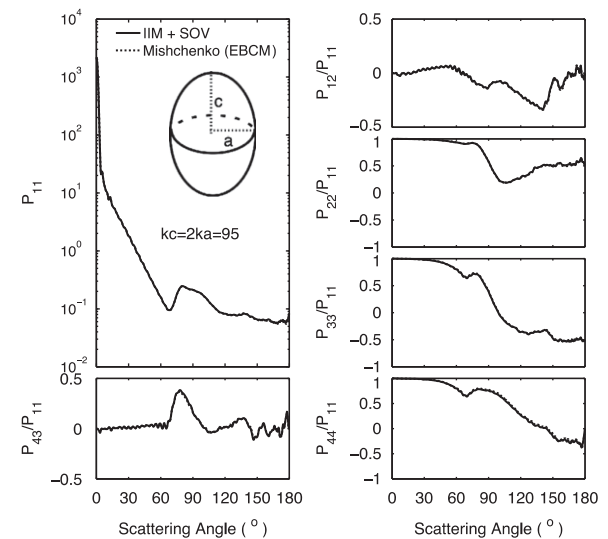 IIM + SOV
Mishchenko (EBCM)
c
a
kc=2ka=95
P11
10^4
10^3
10^2
10^1
10^0
10^−1
10^−2
P43/P11
0.5
0
−0.5
0 30 60 90 120 150 180
Scattering Angle ( ° )
P12/P11
0.5
0
−0.5
P22/P11
1
0.5
0
−0.5
−1
P33/P11
1
0.5
0
−0.5
−1
P44/P11
1
0.5
0
−0.5
−1
0 30 60 90 120 150 180
Scattering Angle ( ° )